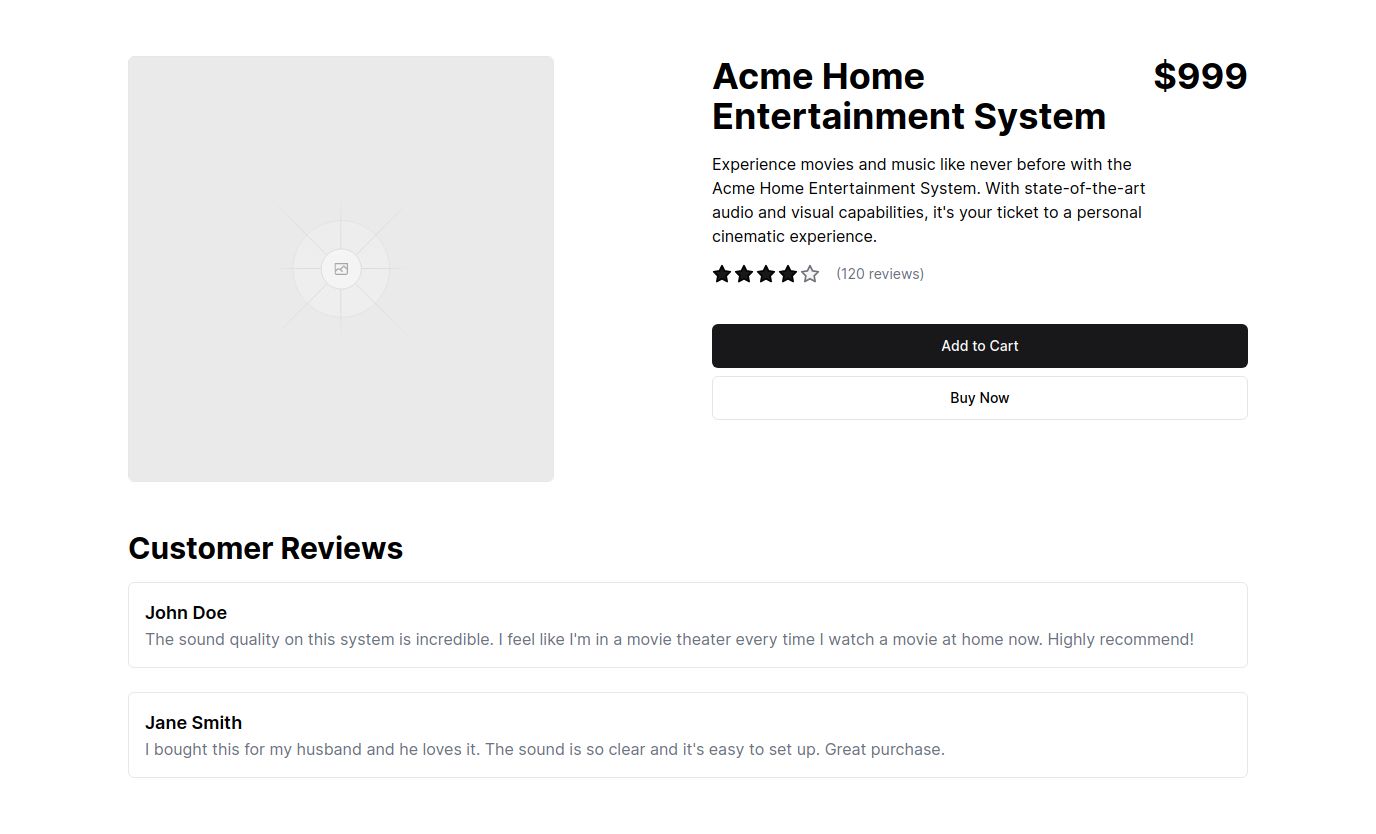 Acme Home
Entertainment System
$999
Experience movies and music like never before with the
Acme Home Entertainment System. With state-of-the-art
audio and visual capabilities, it's your ticket to a personal
cinematic experience.
(120 reviews)
Add to Cart
Buy Now
Customer Reviews
John Doe
The sound quality on this system is incredible. I feel like I'm in a movie theater every time I watch a movie at home now. Highly recommend!
Jane Smith
I bought this for my husband and he loves it. The sound is so clear and it's easy to set up. Great purchase.